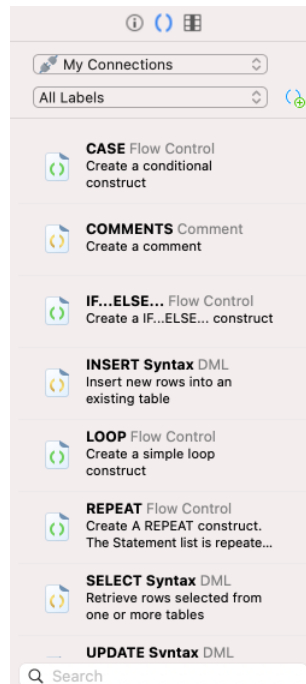 My Connections
All Labels
CASE Flow Control
Create a conditional
construct
COMMENTS Comment
Create a comment
IF...ELSE... Flow Control
Create a IF...ELSE... construct
INSERT Syntax DML
Insert new rows into an
existing table
LOOP Flow Control
Create a simple loop
construct
REPEAT Flow Control
Create A REPEAT construct.
The Statement list is repeate...
SELECT Syntax DML
Retrieve rows selected from
one or more tables
UPDATE Syntax DML
Search